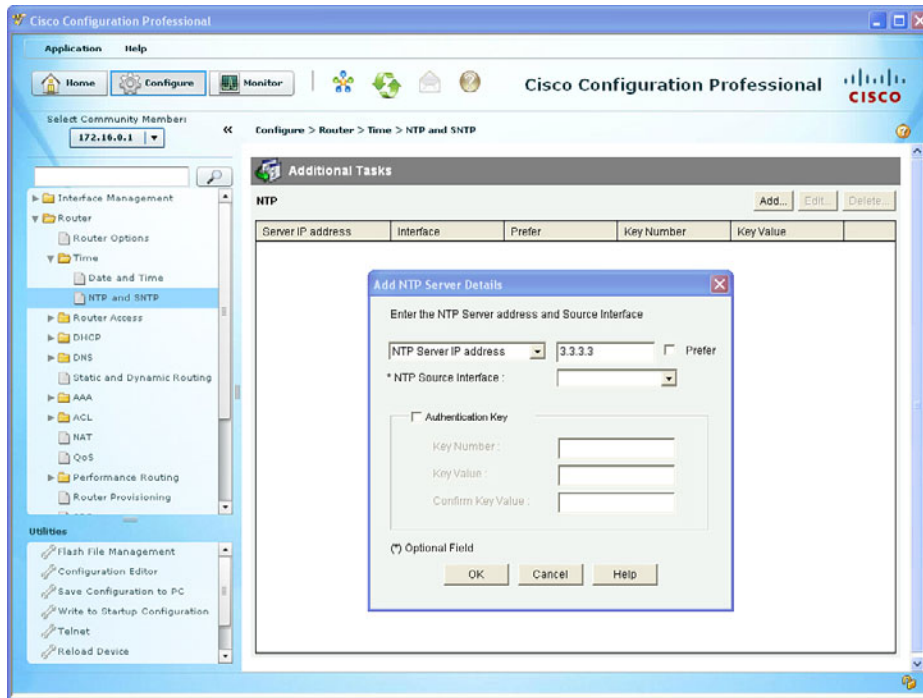 Cisco Configuration Professional
Application Help
Home Configure Monitor Cisco Configuration Professional CISCO
Select Community Member:
172.16.0.1
« Configure > Router > Time > NTP and SNTP
Additional Tasks
Interface Management
Router
Router Options
Time
Date and Time
NTP and SNTP
Router Access
DHCP
DNS
Static and Dynamic Routing
AAA
ACL
NAT
QoS
Performance Routing
Router Provisioning
Utilities
Flash File Management
Configuration Editor
Save Configuration to PC
Write to Startup Configuration
Telnet
Reload Device
NTP Add... Edit... Delete...
Server IP address Interface Prefer Key Number Key Value
Add NTP Server Details
Enter the NTP Server address and Source Interface
NTP Server IP address 3.3.3.3 Prefer
* NTP Source Interface :
Authentication Key
Key Number :
Key Value :
Confirm Key Value :
(*) Optional Field
OK Cancel Help